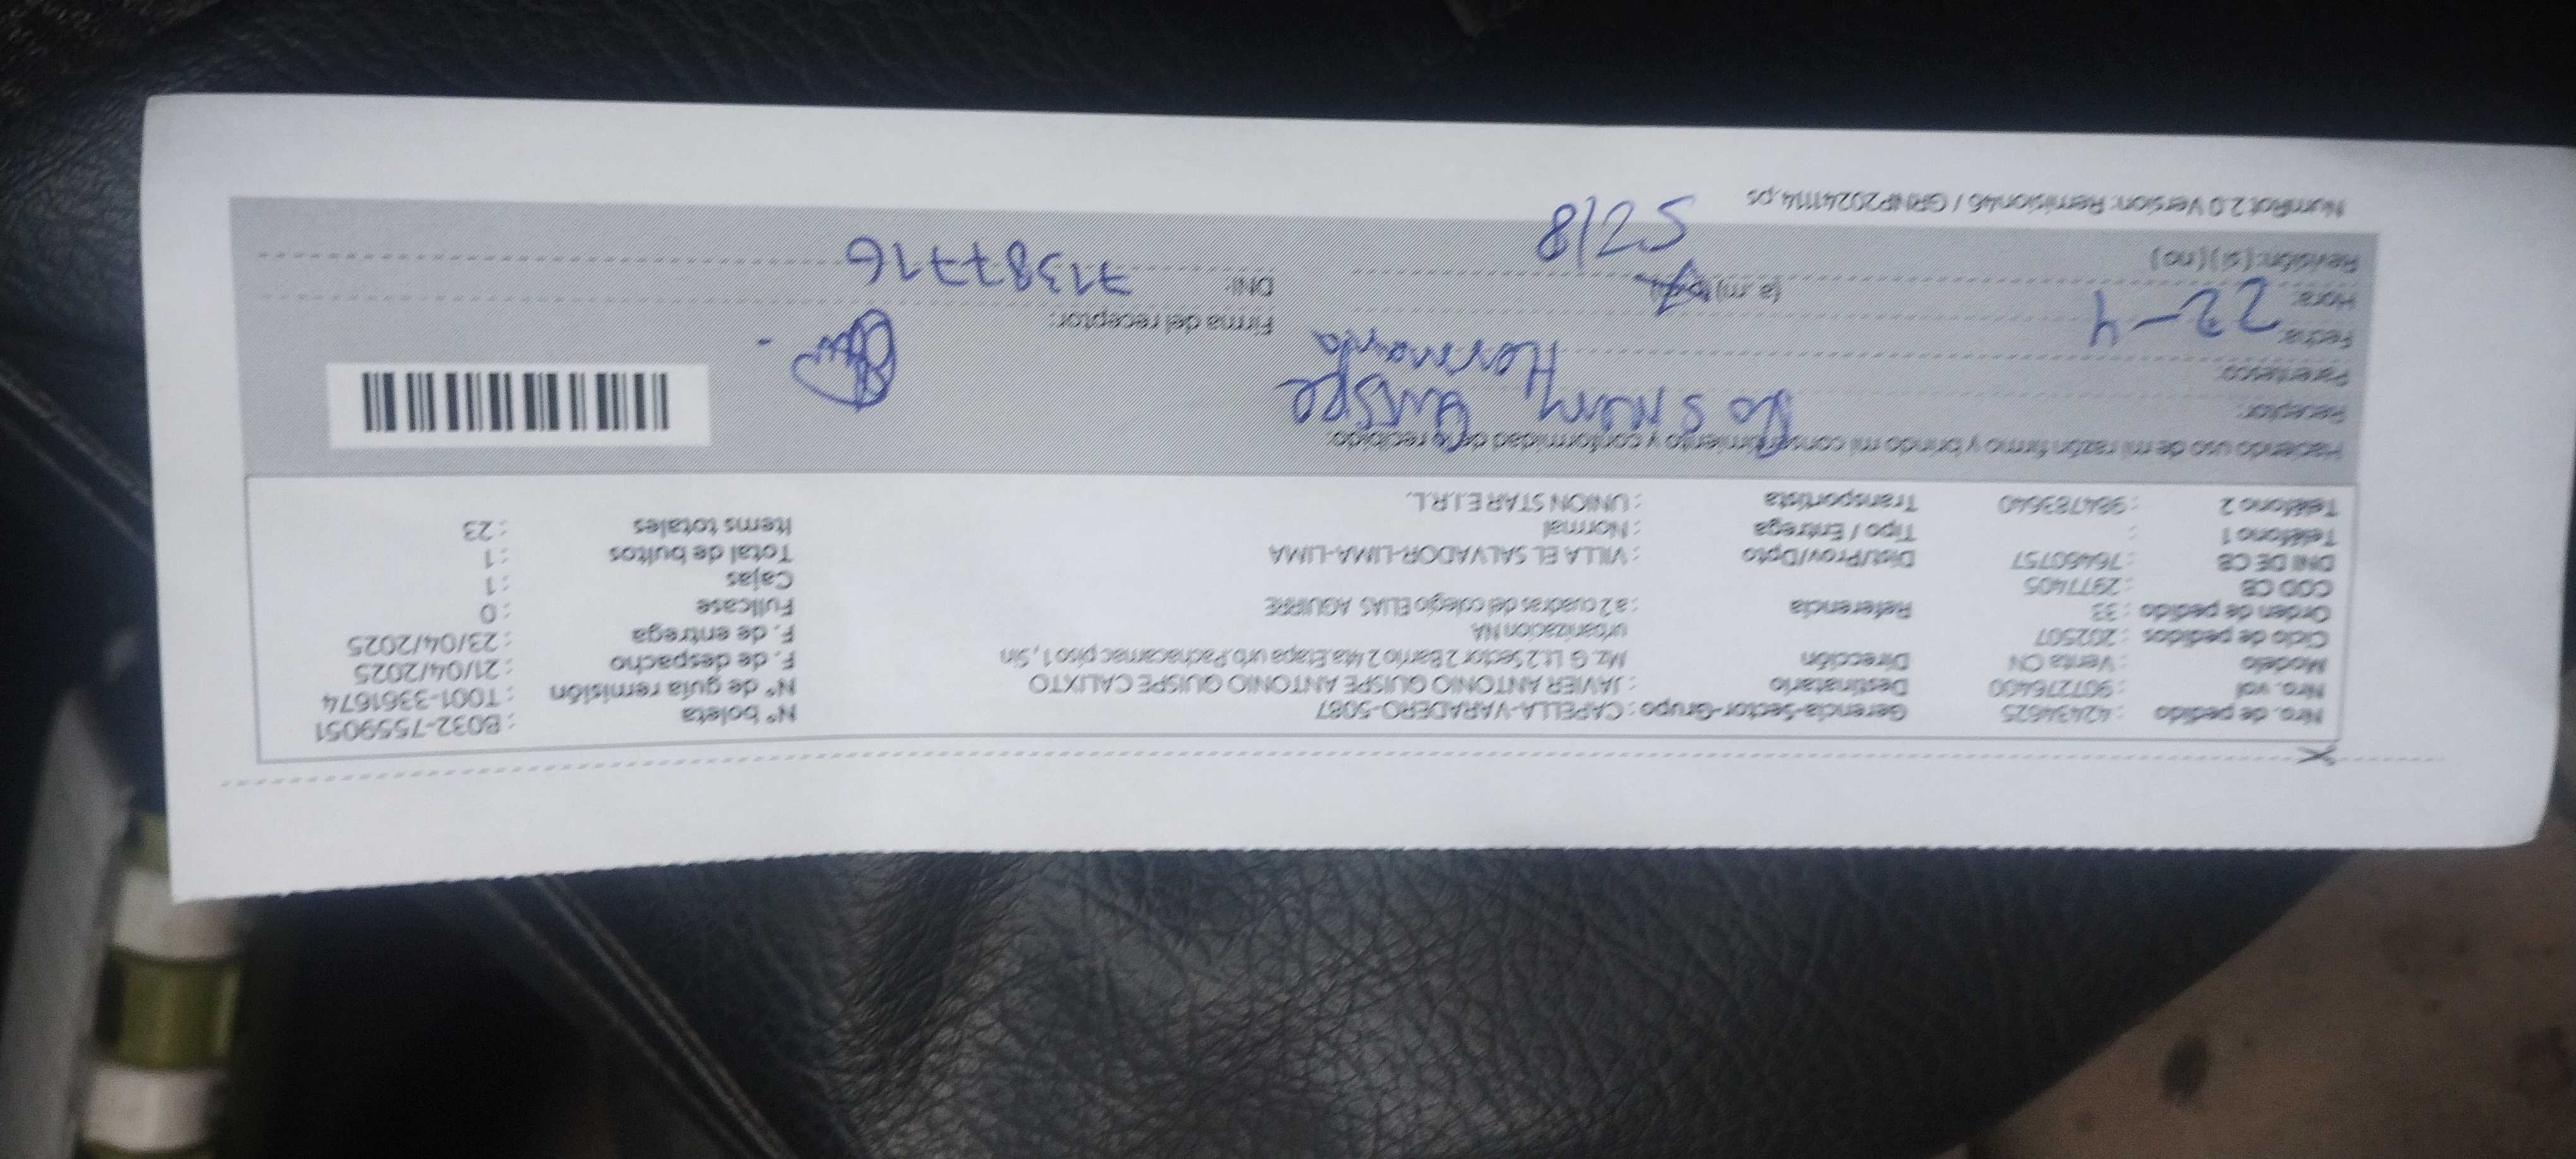 Nro. de pedido : 42434625 Gerencia-Sector-Grupo : CAPELLA-VARADERO-5087 N° boleta : B032-7559051
Nro. vol : 907276400 Destinatario : JAVIER ANTONIO QUISPE ANTONIO QUISPE CALIXTO N° de guía remisión : T001-3361674
Modelo : Venta CN Dirección : Mz. G Lt. 2 Sector 2 Barrio 2 4ta Etapa urb. Pachacamac piso 1, Sin F. de despacho : 21/04/2025
Ciclo de pedidos : 202507 urbanizacion NA F. de entrega : 23/04/2025
Orden de pedido : 33 Referencia : a 2 cuadras del colegio ELIAS AGUIRRE Fullcase : 0
COD CB : 2977405 Cajas : 1
DNI DE CB : 76460757 Dist/Prov/Dpto : VILLA EL SALVADOR-LIMA-LIMA Total de bultos : 1
Teléfono 1 : Tipo / Entrega : Normal Items totales : 23
Teléfono 2 : 984783640 Transportista : UNION STAR E.I.R.L.
Haciendo uso de mi razón firmo y brindo mi consentimiento y conformidad de lo recibido.
Receptor: Quispe
Parentesco: Hermana
Fecha: 22-4 Firma del receptor:
Hora: (a.m) (p.m) DNI: 71387716
Revisión: (si) (no)
NumRot 2.0 Version: Remision46 / GRNP20241114.ps